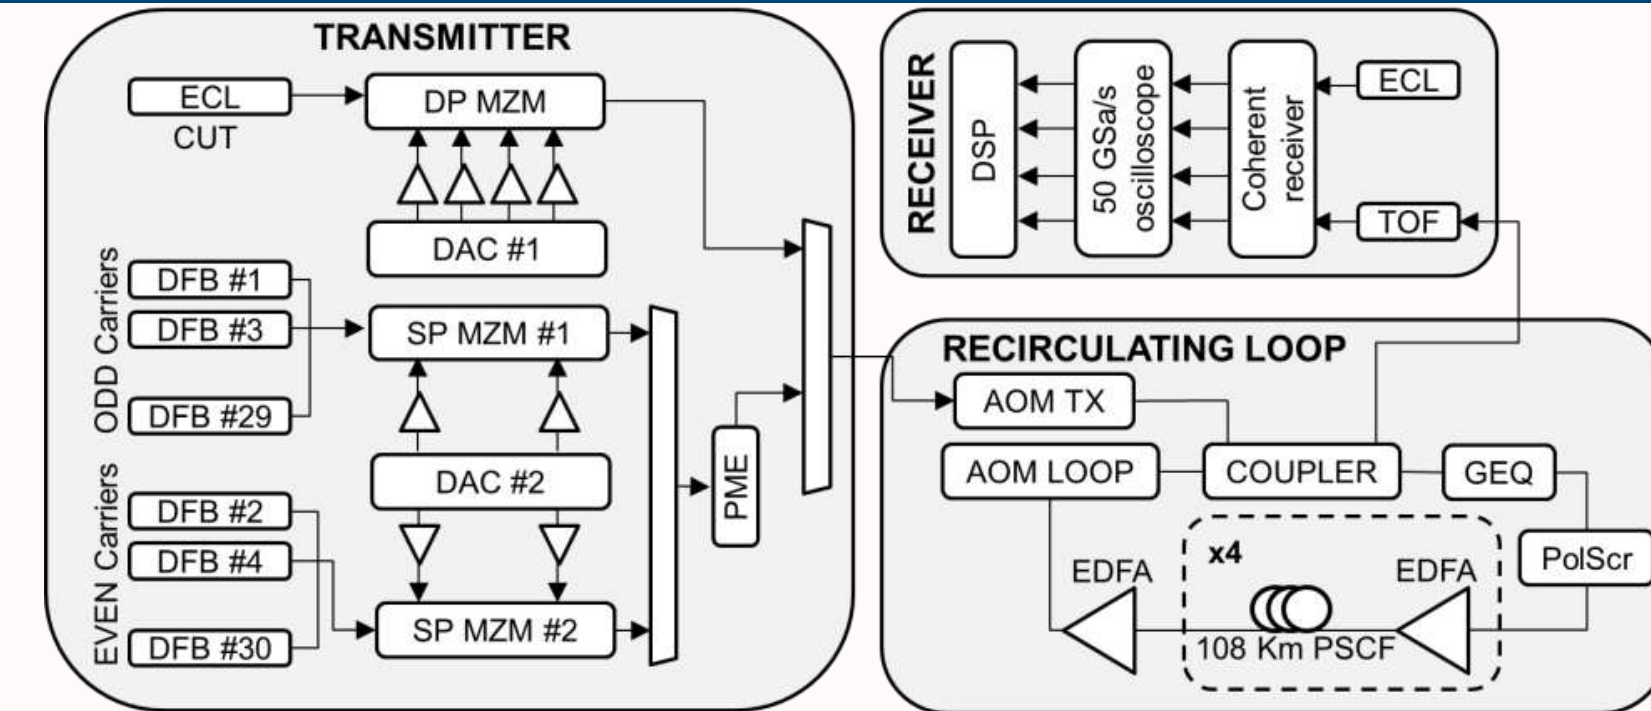 TRANSMITTER
ECL
CUT
DP MZM
DAC #1
ODD Carriers
DFB #1
DFB #3
DFB #29
SP MZM #1
DAC #2
EVEN Carriers
DFB #2
DFB #4
DFB #30
SP MZM #2
PME
RECEIVER
DSP
50 GSa/s
oscilloscope
Coherent
receiver
ECL
TOF
RECIRCULATING LOOP
AOM TX
AOM LOOP
COUPLER
GEQ
PolScr
x4
EDFA
EDFA
108 Km PSCF